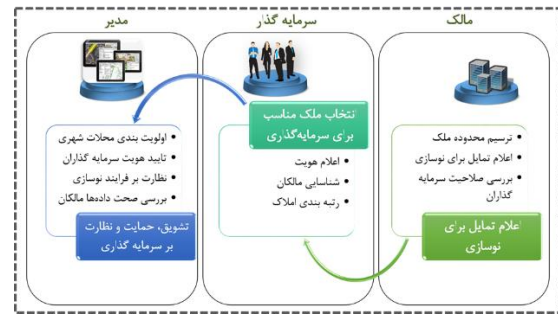 مالک
ترسیم محدوده ملک
اعلام تمایل برای نوسازی
بررسی صلاحیت سرمایه
گذاران
اعلام تمایل برای
نوسازی
سرمایه گذار
انتخاب ملک مناسب
برای سرمایه‌گذاری
اعلام هویت
شناسایی مالکان
رتبه بندی املاک
مدیر
اولویت بندی محلات شهری
تایید هویت سرمایه گذاران
نظارت بر فرایند نوسازی
بررسی صحت داده‌ها مالکان
تشویق، حمایت و نظارت
بر سرمایه گذاری